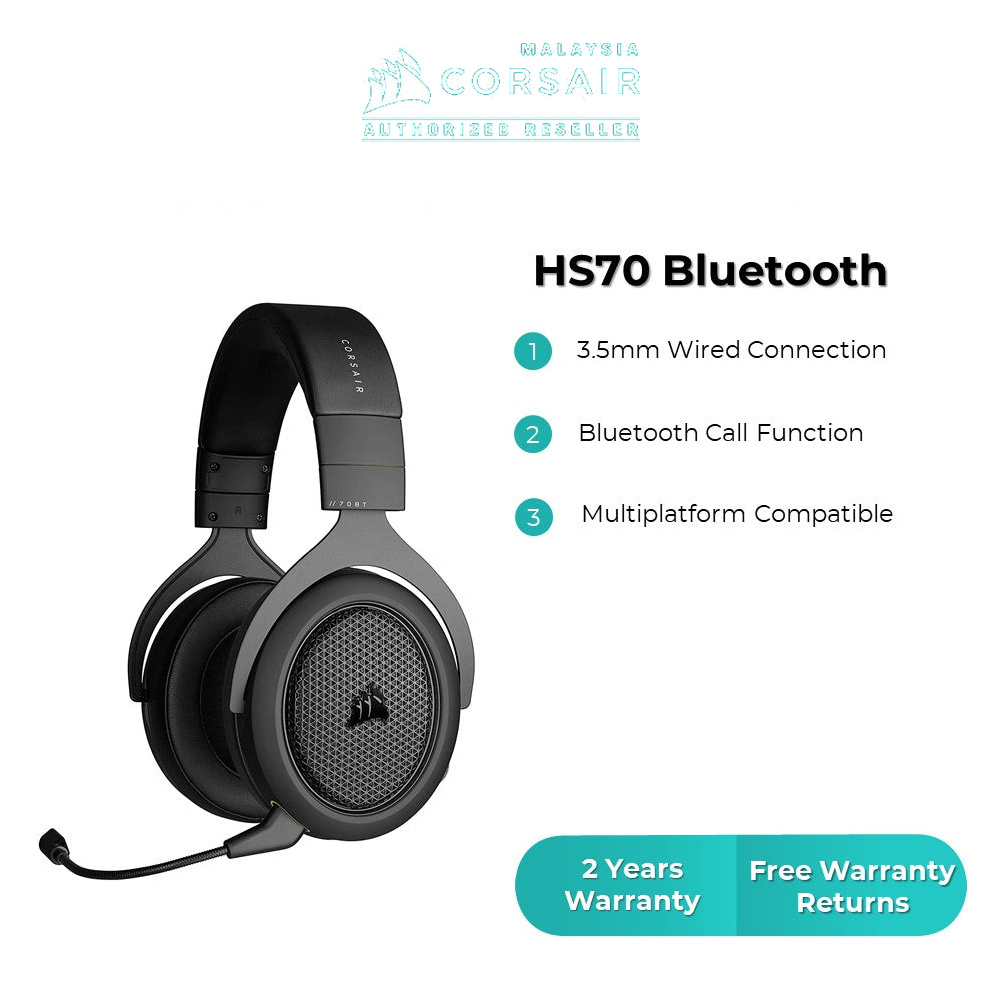 MALAYSIA
CORSAIR
AUTHORIZED RESELLER
HS70 Bluetooth
1 3.5mm Wired Connection
2 Bluetooth Call Function
3 Multiplatform Compatible
CORSAIR
//70BT
R
2 Years
Warranty
Free Warranty
Returns